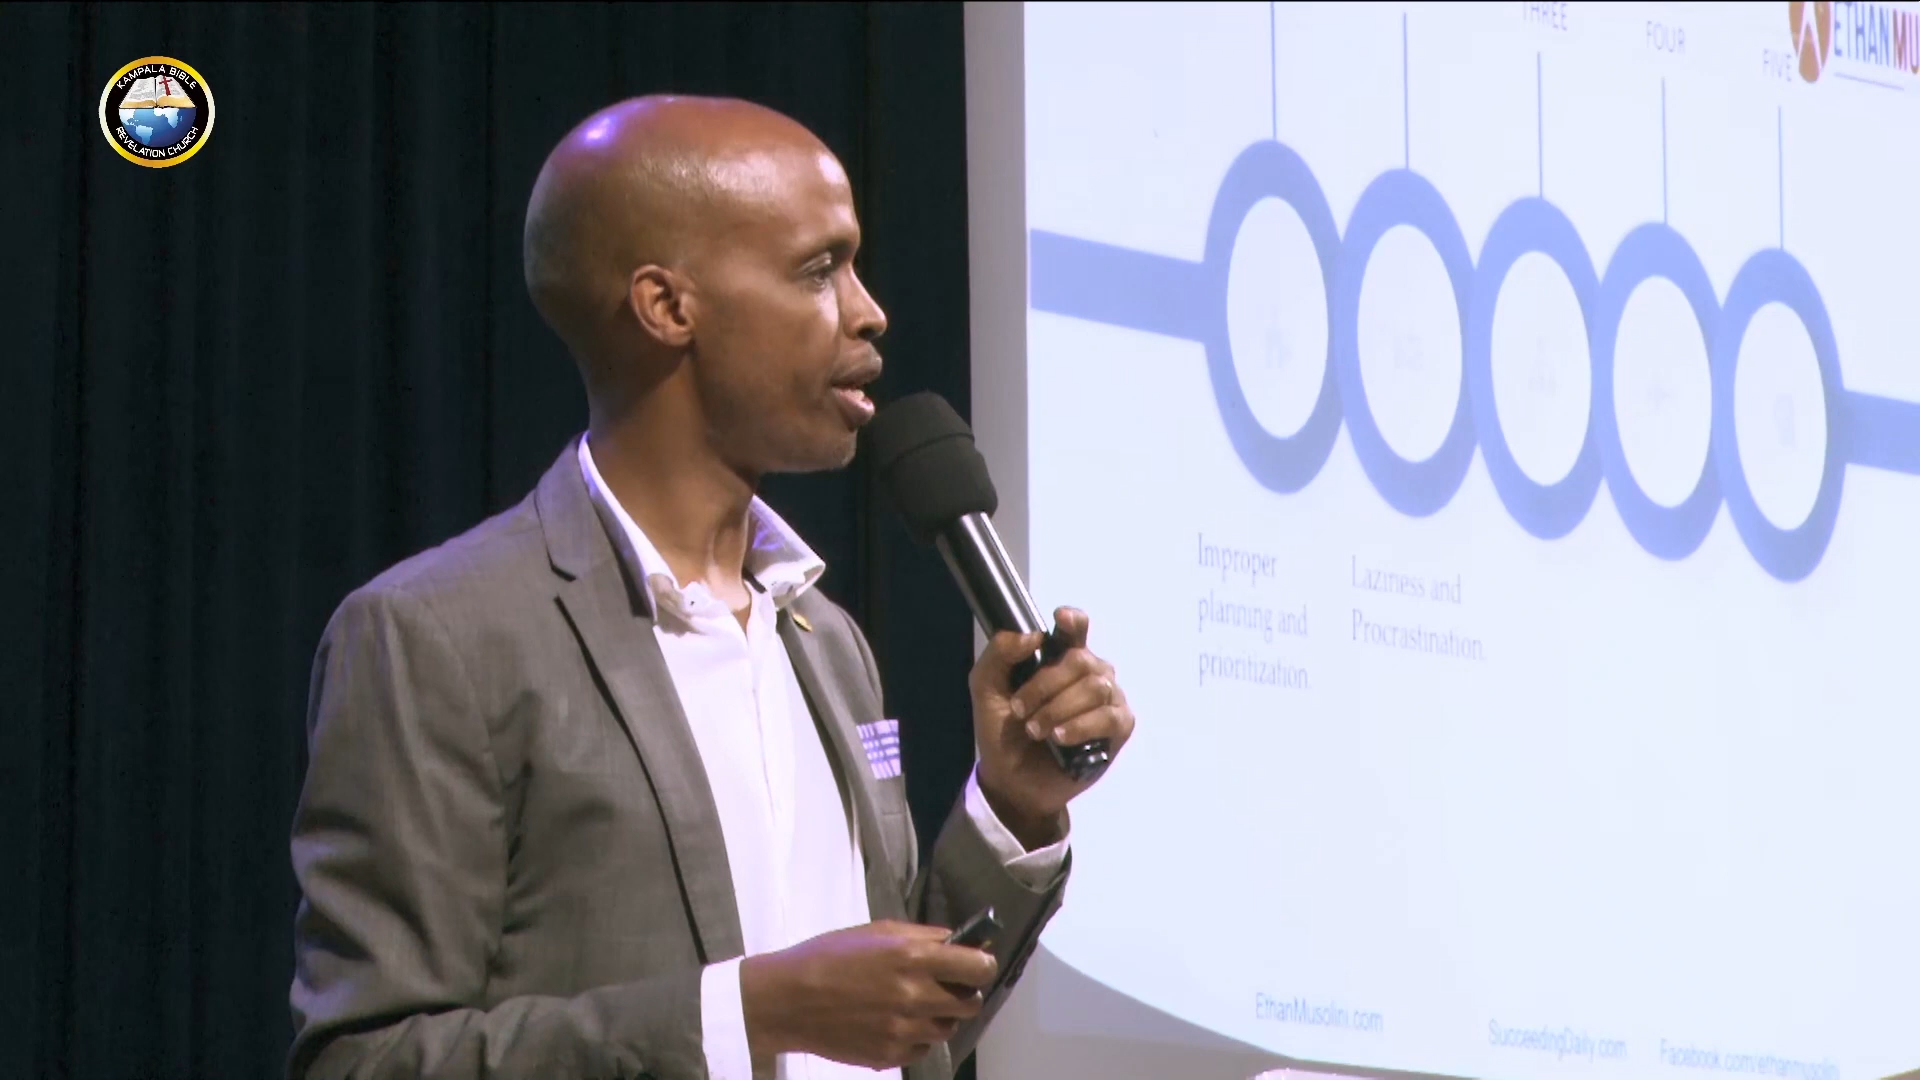 KAMPALA BIBLE
REVELATION CHURCH
THREE
FOUR
FIVE
ETHANMU
Improper
planning and
prioritization
Laziness and
Procrastination.
EthanMusolini.com
SucceedingDaily.com
Facebook.com/ethanmusolini